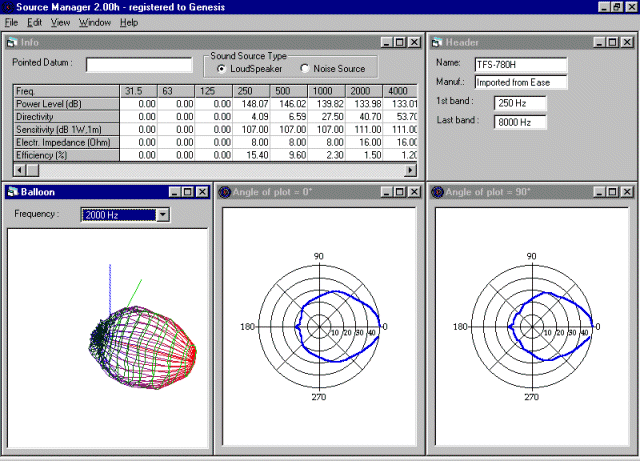 Source Manager 2.00h - registered to Genesis
File Edit View Window Help
Info
Pointed Datum :
Sound Source Type
LoudSpeaker Noise Source
Freq. 31.5 63 125 250 500 1000 2000 4000
Power Level (dB) 0.00 0.00 0.00 148.07 146.02 139.82 133.98 133.01
Directivity 0.00 0.00 0.00 4.09 6.59 27.50 40.70 53.70
Sensitivity (dB 1W,1m) 0.00 0.00 0.00 107.00 107.00 107.00 111.00 111.00
Electr. Impedance (Ohm) 0.00 0.00 0.00 8.00 8.00 8.00 16.00 16.00
Efficiency (%) 0.00 0.00 0.00 15.40 9.60 2.30 1.50 1.20
Header
Name: TFS-780H
Manuf.: Imported from Ease
1st band : 250 Hz
Last band : 8000 Hz
Balloon
Frequency : 2000 Hz
Angle of plot = 0°
90
180 10 20 30 40 0
270
Angle of plot = 90°
90
180 10 20 30 40 0
270